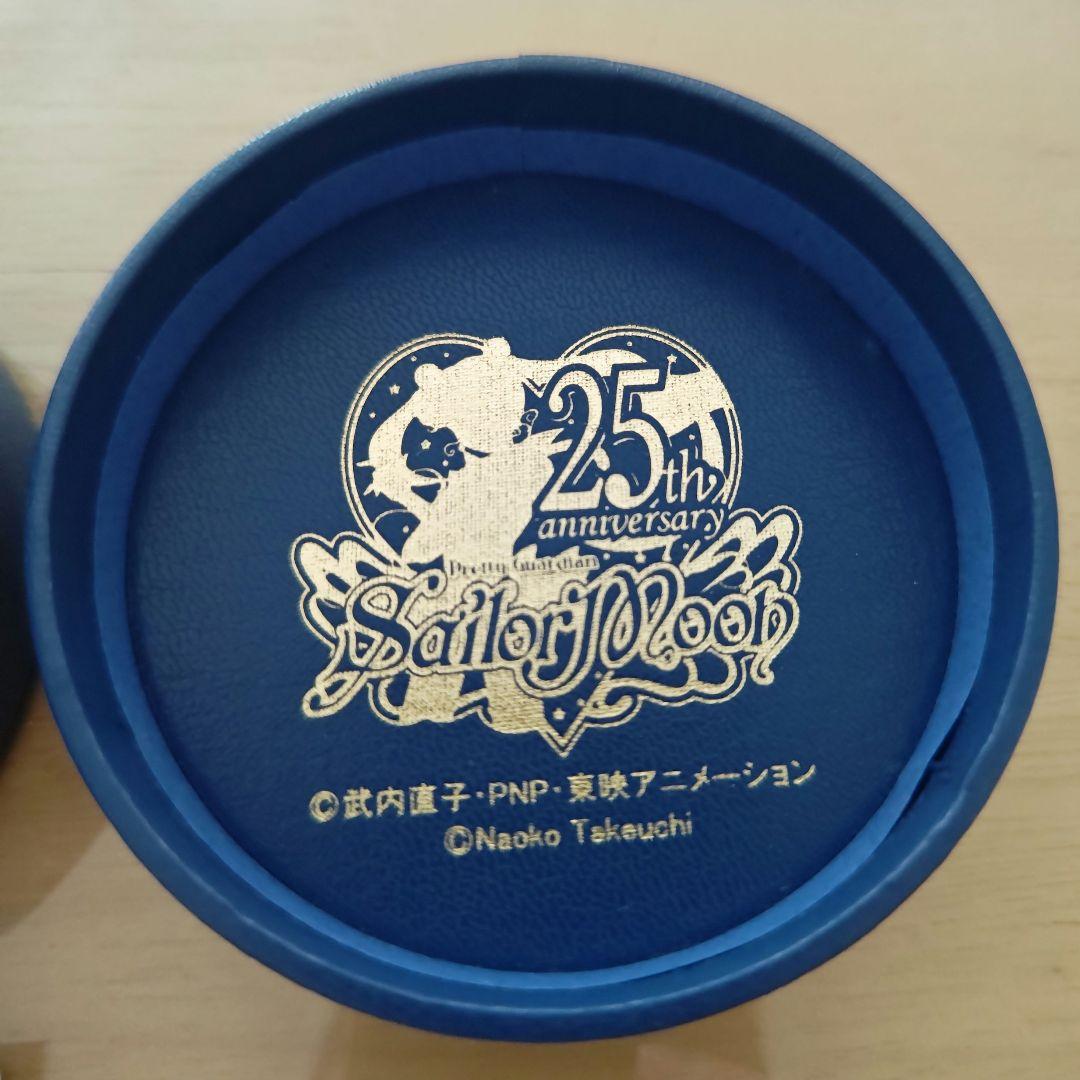 25th
anniversary
Pretty Guardian
Sailor Moon
©武内直子・PNP・東映アニメーション
©Naoko Takeuchi